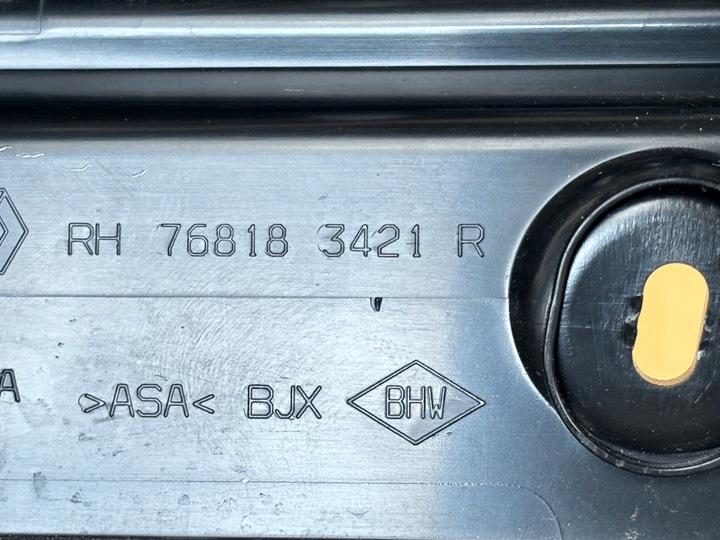 RH 76818 3421 R
A >ASA< BJX BHW